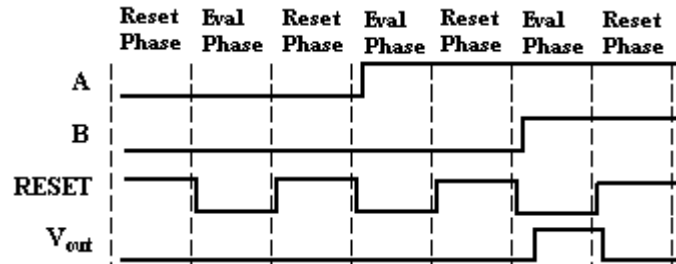 Reset Eval Reset Eval Reset Eval Reset
Phase Phase Phase Phase Phase Phase Phase
A
B
RESET
Vout